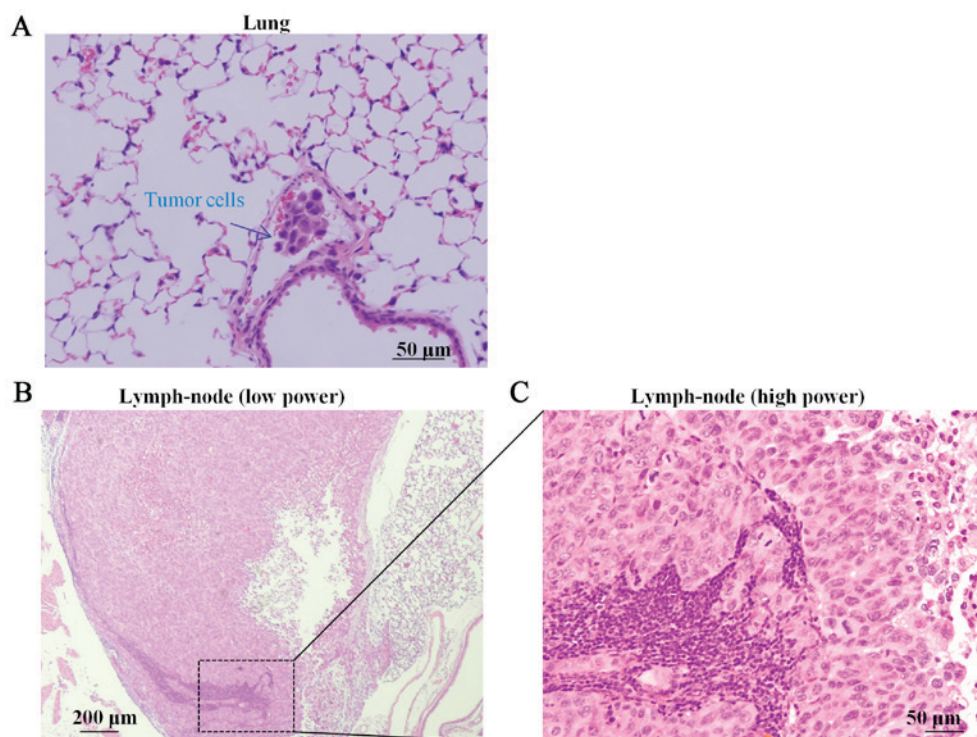 A
Lung
Tumor cells
50 µm
B
Lymph-node (low power)
200 µm
C
Lymph-node (high power)
50 µm